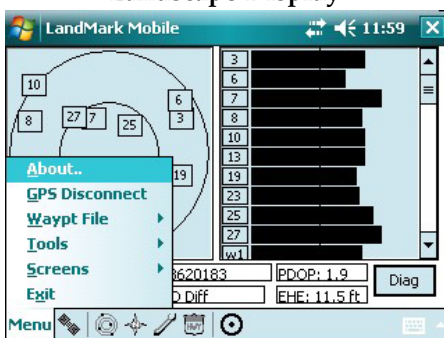 LandMark Mobile 11:59
10
8
27
7
25
6
3
19
3
6
7
8
10
13
19
23
25
27
w1
About..
GPS Disconnect
Waypt File
Tools
Screens
Exit
3620183 PDOP: 1.9
Diff EHE: 11.5 ft
Diag
Menu